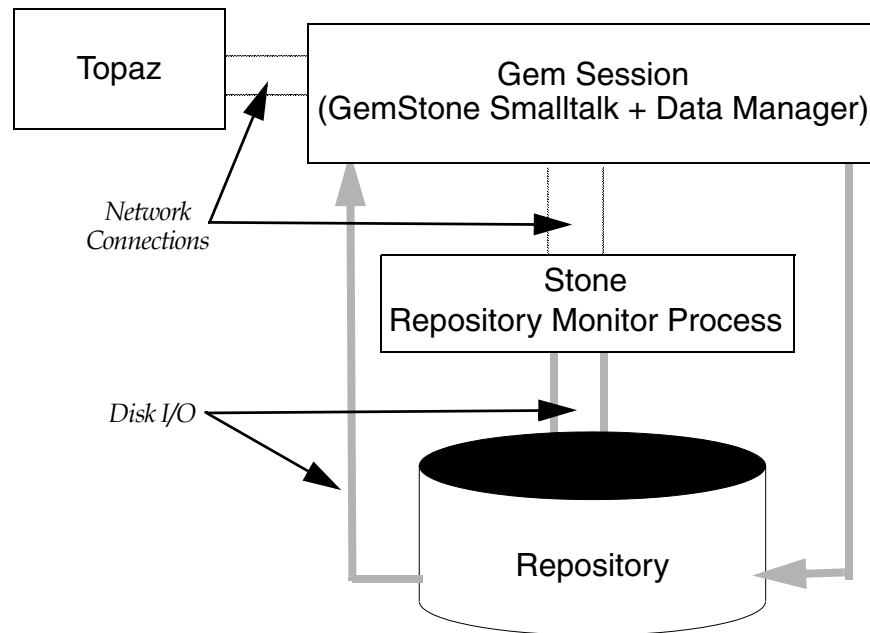 Topaz
Gem Session
(GemStone Smalltalk + Data Manager)
Network
Connections
Stone
Repository Monitor Process
Disk I/O
Repository